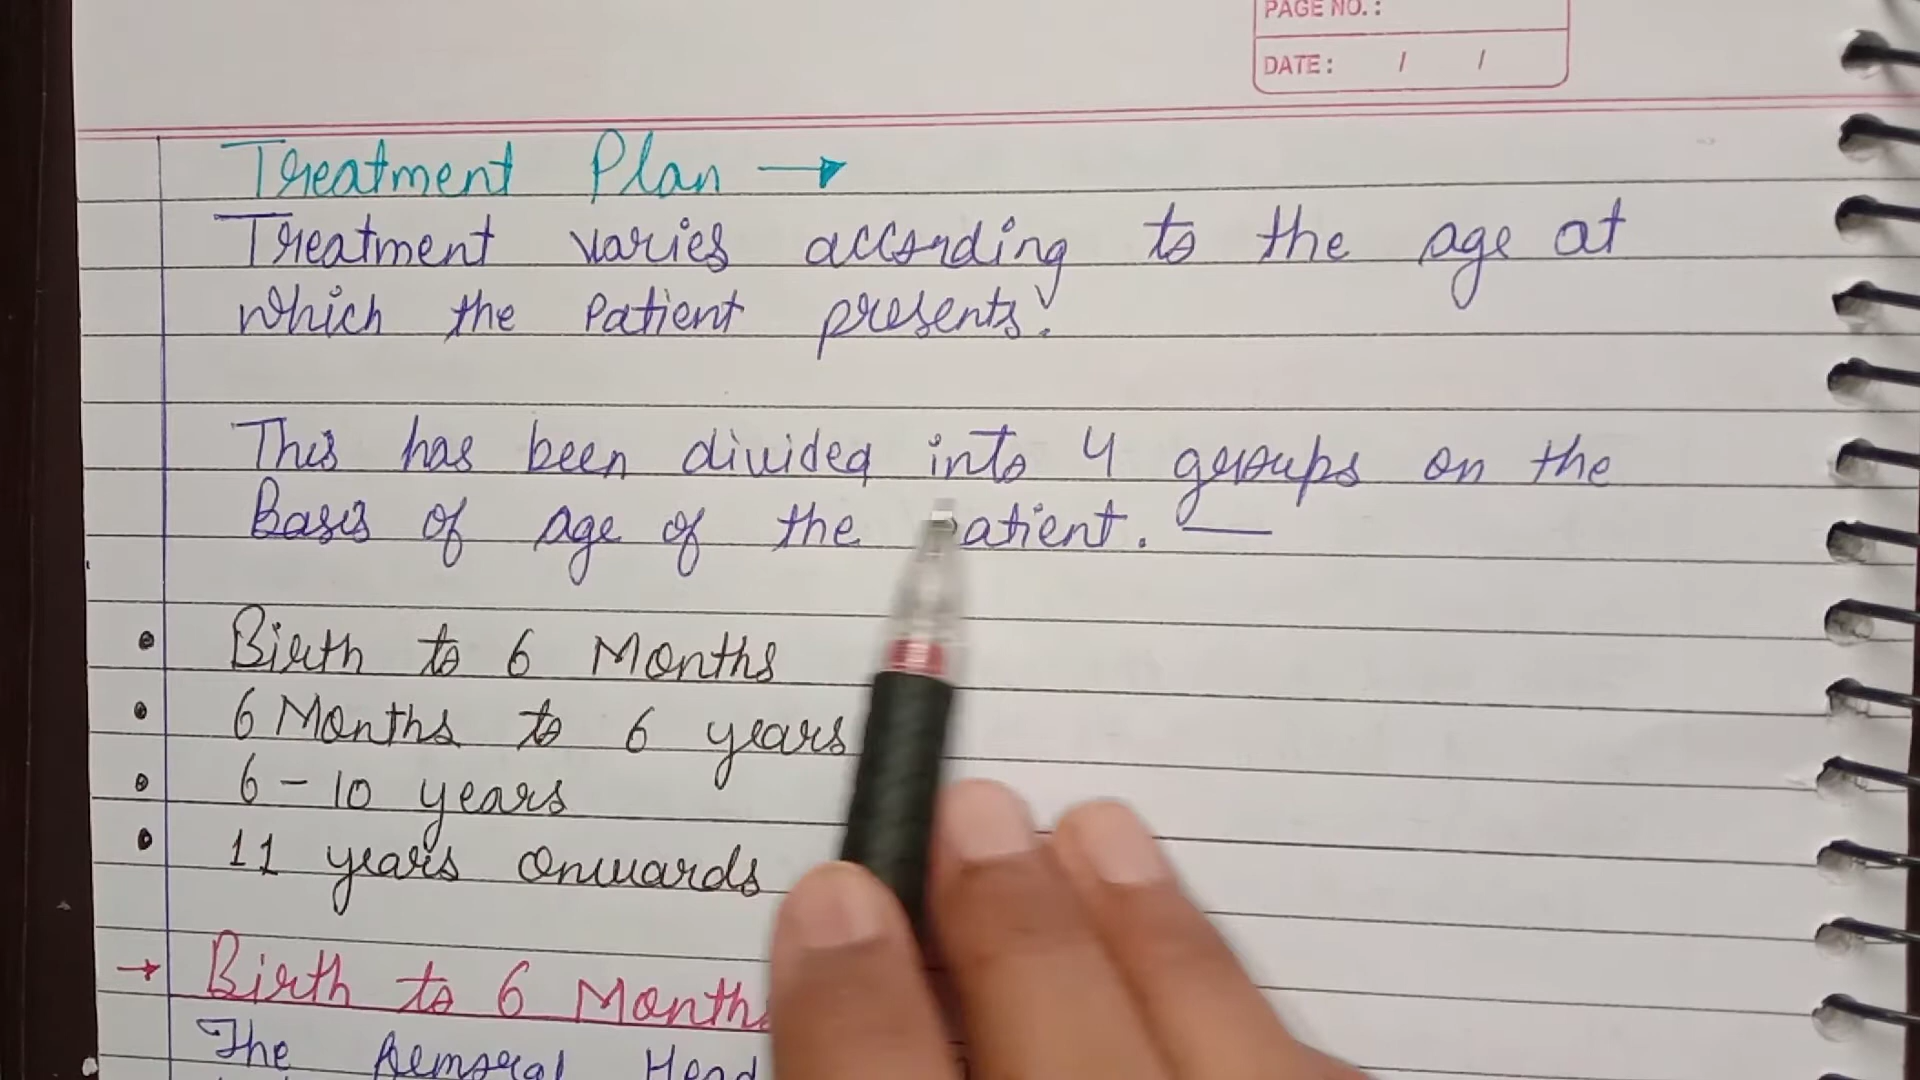 PAGE NO.:
DATE: / /
Treatment Plan →
Treatment varies according to the age at
which the Patient presents.
This has been divided into 4 groups on the
Basis of age of the patient. —
• Birth to 6 Months
• 6 Months to 6 years
• 6 - 10 years
• 11 years onwards
→ Birth to 6 Months
The Femoral Head